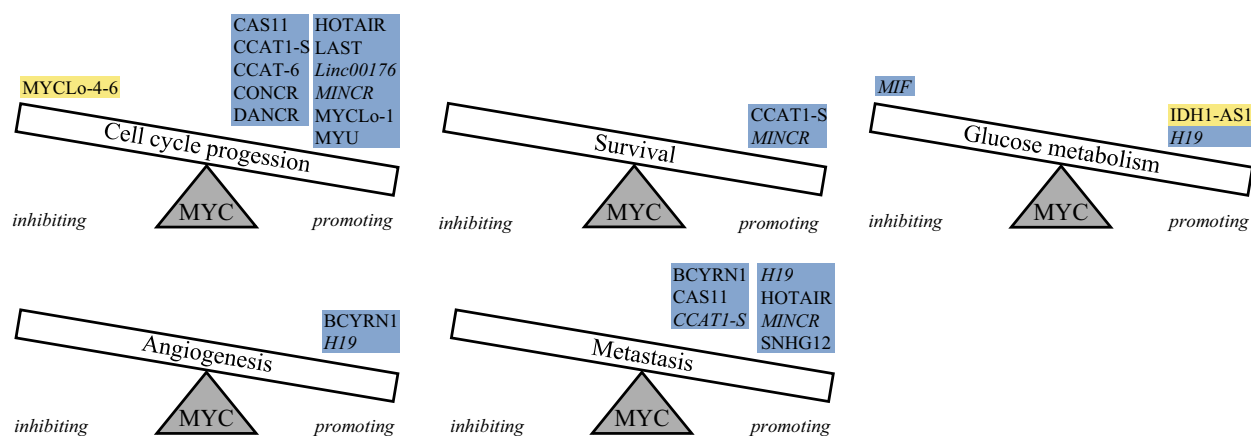 CAS11
CCAT1-S
CCAT-6
CONCR
DANCR
HOTAIR
LAST
Linc00176
MINCR
MYCLo-1
MYU
MYCLo-4-6
Cell cycle progession
MYC
inhibiting
promoting
CCAT1-S
MINCR
Survival
MYC
inhibiting
promoting
MIF
IDH1-AS1
H19
Glucose metabolism
MYC
inhibiting
promoting
BCYRN1
H19
Angiogenesis
MYC
inhibiting
promoting
BCYRN1
CAS11
CCAT1-S
H19
HOTAIR
MINCR
SNHG12
Metastasis
MYC
inhibiting
promoting